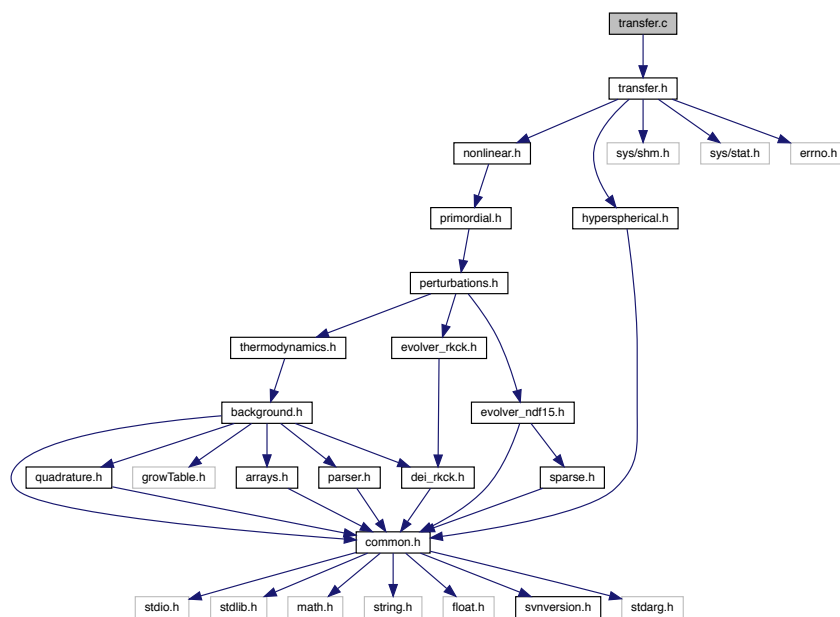 transfer.c
transfer.h
nonlinear.h
sys/shm.h
sys/stat.h
errno.h
primordial.h
hyperspherical.h
perturbations.h
thermodynamics.h
evolver_rkck.h
background.h
evolver_ndf15.h
quadrature.h
growTable.h
arrays.h
parser.h
dei_rkck.h
sparse.h
common.h
stdio.h
stdlib.h
math.h
string.h
float.h
svnversion.h
stdarg.h